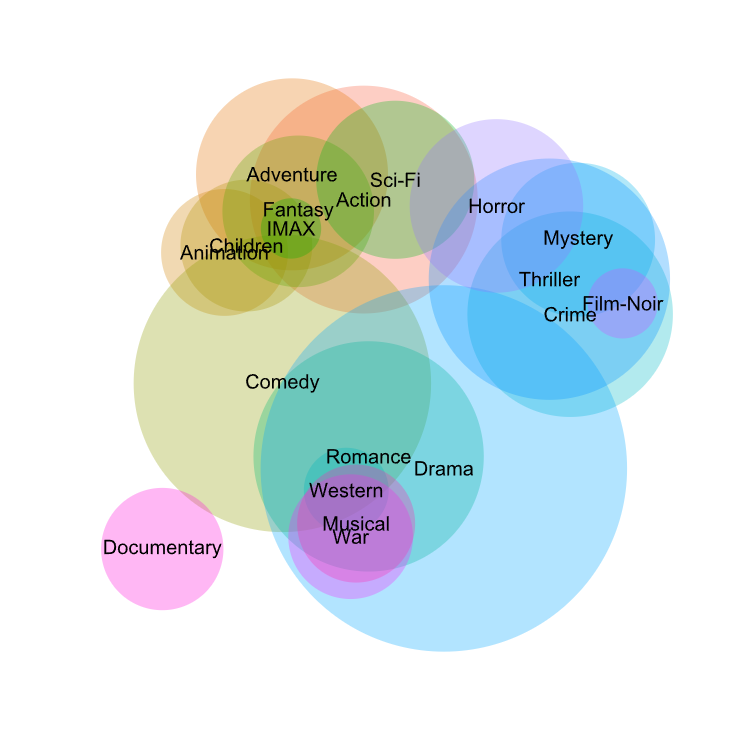 Adventure
Sci-Fi
Action
Horror
Fantasy
IMAX
Mystery
Children
Animation
Thriller
Film-Noir
Crime
Comedy
Romance
Drama
Western
Musical
War
Documentary